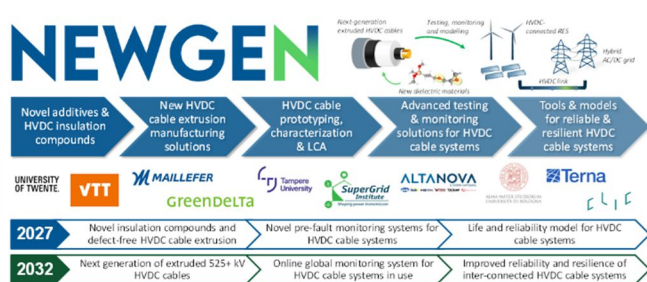 NEWGEN
Next-generation
extruded HVDC cables
Testing, monitoring
and modeling
HVDC-
connected RES
Hybrid
AC/DC grid
HVDC link
New dielectric materials
Novel additives &
HVDC insulation
compounds
New HVDC
cable extrusion
manufacturing
solutions
HVDC cable
prototyping,
characterization
& LCA
Advanced testing
& monitoring
solutions for HVDC
cable systems
Tools & models
for reliable &
resilient HVDC
cable systems
UNIVERSITY
OF TWENTE.
VTT
MAILLEFER
GREENDELTA
Tampere
University
SuperGrid
Institute
ALTANOVA
Terna
CLIC
2027
Novel insulation compounds and
defect-free HVDC cable extrusion
Novel pre-fault monitoring systems for
HVDC cable systems
Life and reliability model for HVDC
cable systems
2032
Next generation of extruded 525+ kV
HVDC cables
Online global monitoring system for
HVDC cable systems in use
Improved reliability and resilience of
inter-connected HVDC cable systems